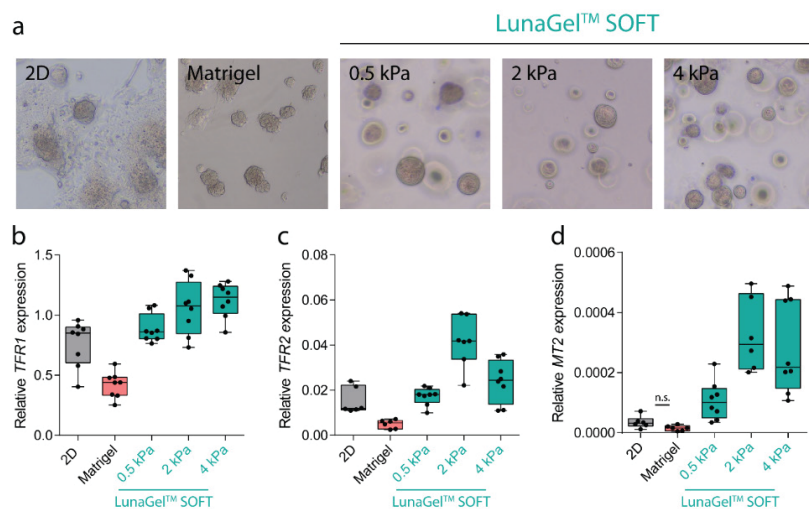 a
LunaGel™ SOFT
2D
Matrigel
0.5 kPa
2 kPa
4 kPa
b
c
d
Relative TFR1 expression
1.5
1.0
0.5
0.0
2D
Matrigel
0.5 kPa
2 kPa
4 kPa
LunaGel™ SOFT
Relative TFR2 expression
0.08
0.06
0.04
0.02
0.00
2D
Matrigel
0.5 kPa
2 kPa
4 kPa
LunaGel™ SOFT
Relative MT2 expression
0.0006
0.0004
0.0002
0.0000
n.s.
2D
Matrigel
0.5 kPa
2 kPa
4 kPa
LunaGel™ SOFT